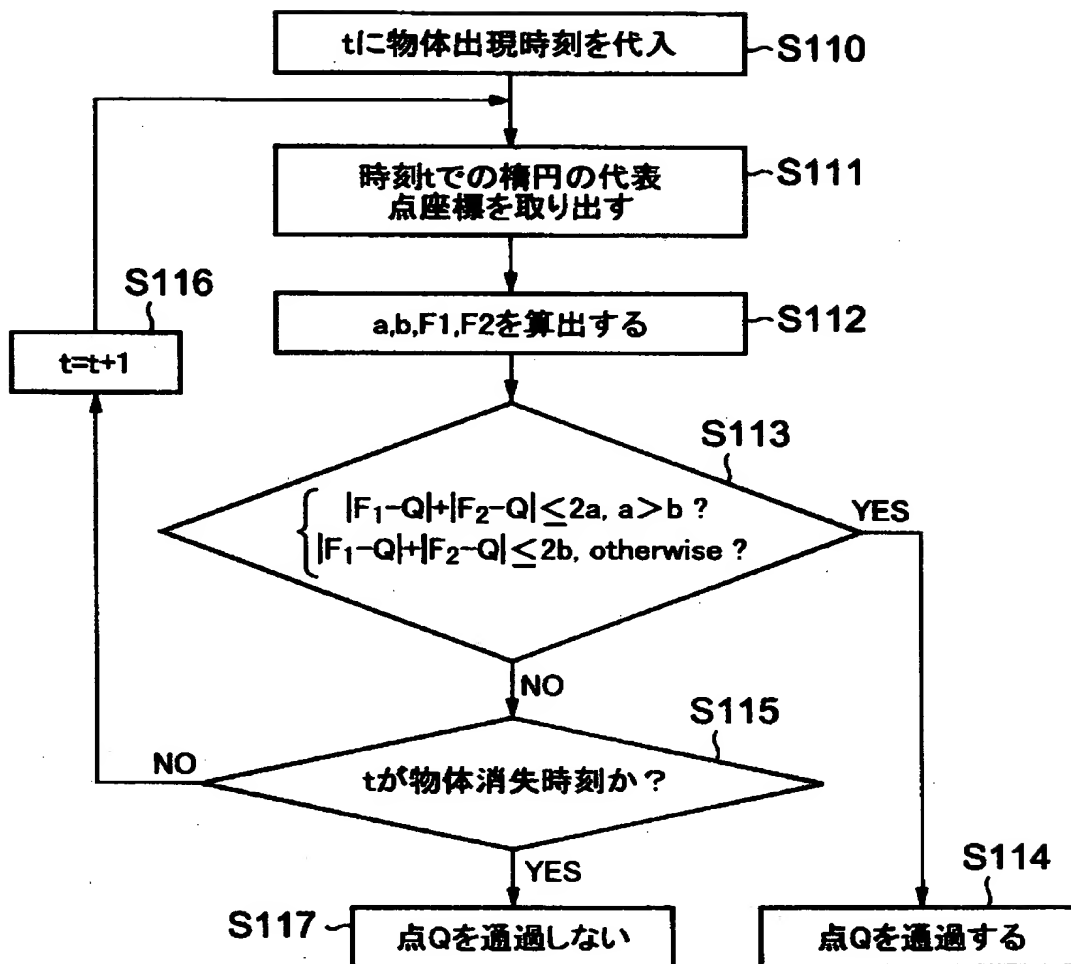 tに物体出現時刻を代入
S110
時刻tでの楕円の代表
点座標を取り出す
S111
S116
t=t+1
a,b,F1,F2を算出する
S112
S113
|F₁-Q|+|F₂-Q|≦2a, a>b ?
|F₁-Q|+|F₂-Q|≦2b, otherwise ?
YES
NO
S115
NO
tが物体消失時刻か？
YES
S114
S117
点Qを通過しない
点Qを通過する